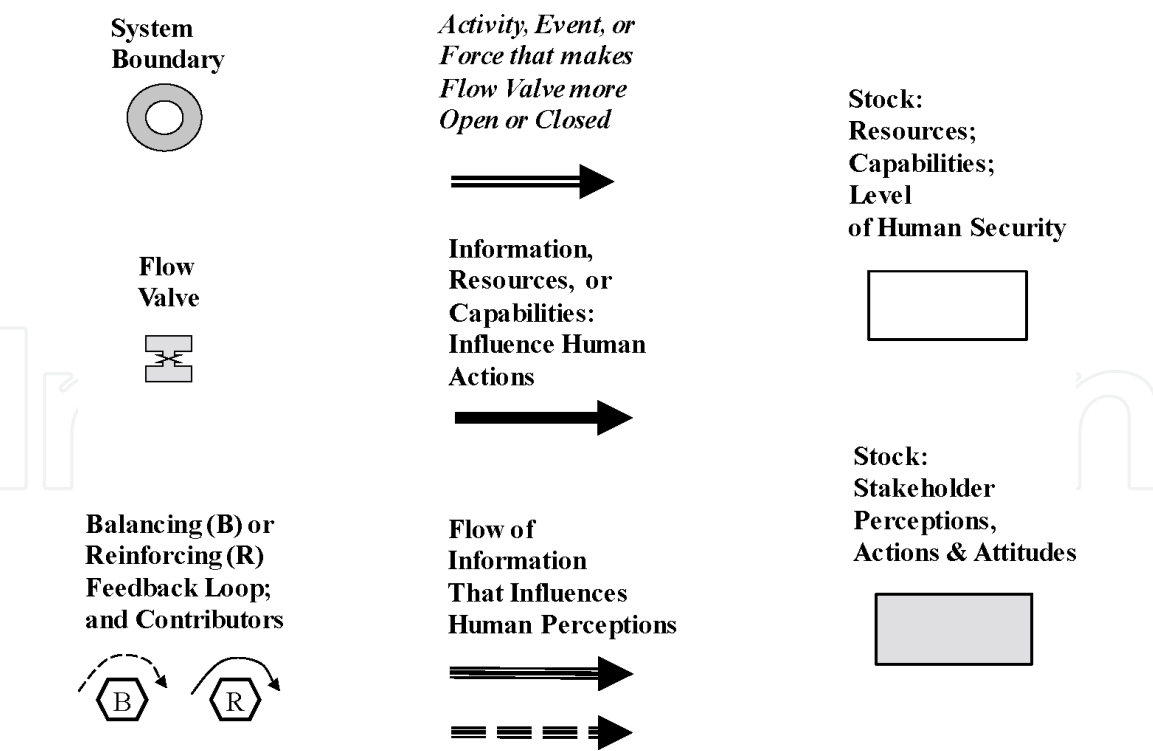 System
Boundary
Activity, Event, or
Force that makes
Flow Valve more
Open or Closed
Stock:
Resources;
Capabilities;
Level
of Human Security
Flow
Valve
Information,
Resources, or
Capabilities:
Influence Human
Actions
Stock:
Stakeholder
Perceptions,
Actions & Attitudes
Balancing (B) or
Reinforcing (R)
Feedback Loop;
and Contributors
B
R
Flow of
Information
That Influences
Human Perceptions